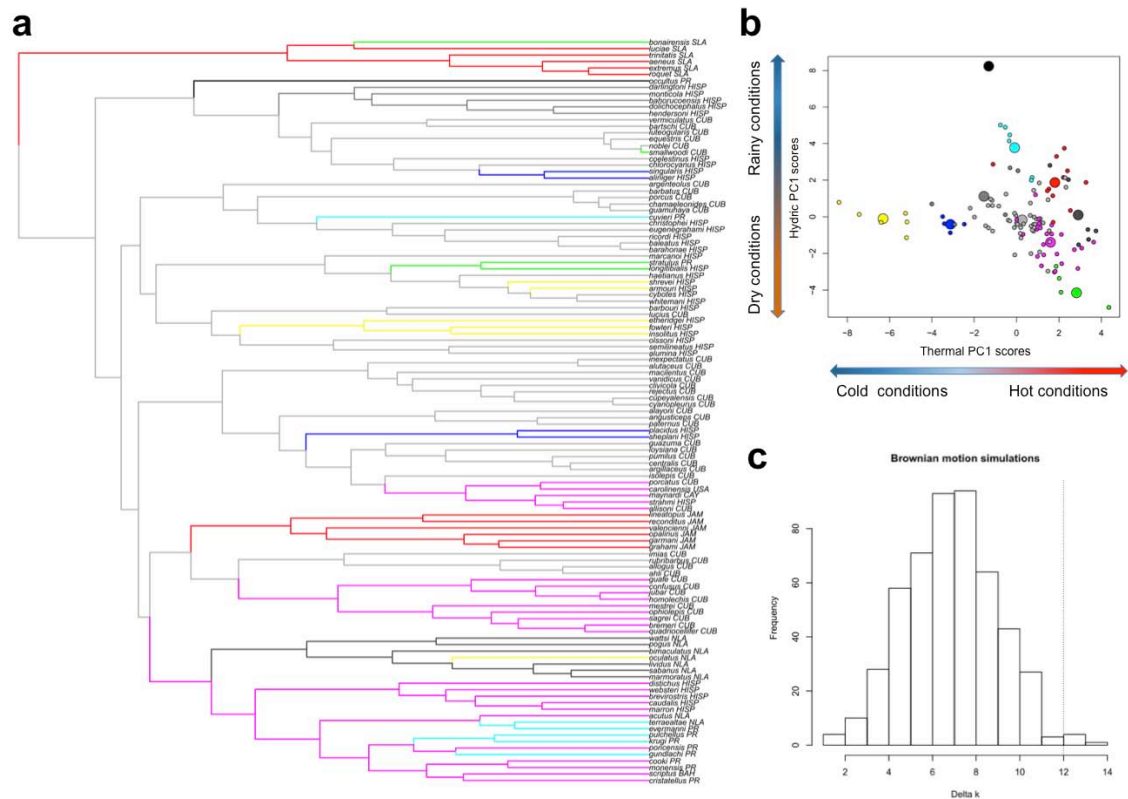 a
bonairensis SLA
luciae SLA
trinitatis SLA
aeneus SLA
extremus SLA
roquet SLA
occultus PR
darlingtoni HISP
monticola HISP
bahorucoensis HISP
dolichocephalus HISP
hendersoni HISP
vermiculatus CUB
bartschi CUB
luteogularis CUB
equestris CUB
noblei CUB
smallwoodi CUB
coelestinus HISP
chlorocyanus HISP
singularis HISP
aliniger HISP
argenteolus CUB
barbatus CUB
porcus CUB
chamaeleonides CUB
guamuhaya CUB
cuvieri PR
christophei HISP
eugenegrahami HISP
ricordi HISP
baleatus HISP
barahonae HISP
marcanoi HISP
stratulus PR
longitibialis HISP
haetianus HISP
shrevei HISP
armouri HISP
cybotes HISP
whitemani HISP
barbouri HISP
lucius CUB
etheridgei HISP
fowleri HISP
insolitus HISP
olssoni HISP
semilineatus HISP
alumina HISP
inexpectatus CUB
alutaceus CUB
macilentus CUB
vanidicus CUB
clivicola CUB
rejectus CUB
cupeyalensis CUB
cyanopleurus CUB
alayoni CUB
angusticeps CUB
paternus CUB
placidus HISP
sheplani HISP
guazuma CUB
loysiana CUB
pumilus CUB
centralis CUB
argillaceus CUB
isolepis CUB
porcatus CUB
carolinensis USA
maynardi CAY
strahmi HISP
allisoni CUB
lineatopus JAM
reconditus JAM
valencienni JAM
opalinus JAM
garmani JAM
grahami JAM
imias CUB
rubribarbus CUB
allogus CUB
ahli CUB
guafe CUB
confusus CUB
jubar CUB
homolechis CUB
mestrei CUB
ophiolepis CUB
sagrei CUB
bremeri CUB
quadriocellifer CUB
wattsi NLA
pogus NLA
bimaculatus NLA
oculatus NLA
lividus NLA
sabanus NLA
marmoratus NLA
distichus HISP
websteri HISP
brevirostris HISP
caudalis HISP
marron HISP
acutus NLA
terraealtae NLA
evermanni PR
pulchellus PR
krugi PR
poncensis PR
gundlachi PR
cooki PR
monensis PR
scriptus BAH
cristatellus PR
b
Rainy conditions
Dry conditions
Hydric PC1 scores
8
6
4
2
0
-2
-4
-8 -6 -4 -2 0 2 4
Thermal PC1 scores
Cold conditions Hot conditions
c
Brownian motion simulations
Frequency
80
60
40
20
0
2 4 6 8 10 12 14
Delta k